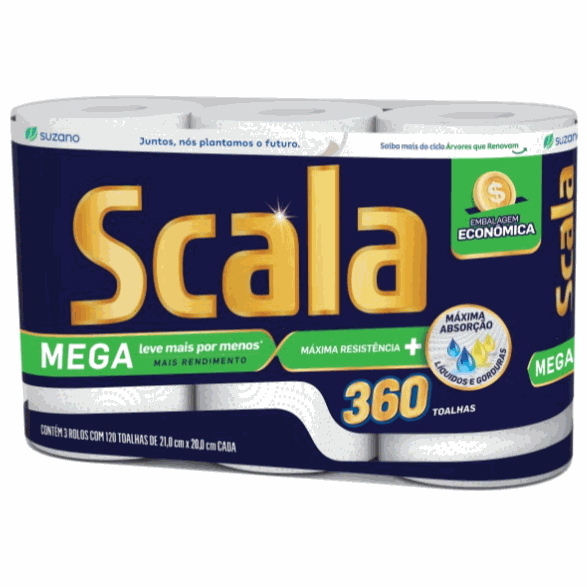 suzano
Juntos, nós plantamos o futuro.
Saiba mais do ciclo Árvores que Renovam
suzano
Scala
EMBALAGEM
ECONÔMICA
Scala
MEGA
leve mais por menos*
MAIS RENDIMENTO
MÁXIMA RESISTÊNCIA +
MÁXIMA
ABSORÇÃO
LÍQUIDOS E GORDURAS
MEGA
360
TOALHAS
CONTÉM 3 ROLOS COM 120 TOALHAS DE 21,0 cm x 20,0 cm CADA